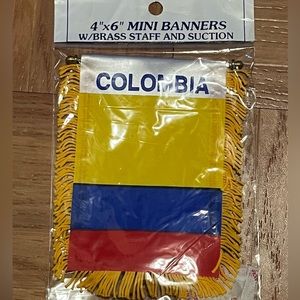 4"x6" MINI BANNERS
W/BRASS STAFF AND SUCTION
COLOMBIA